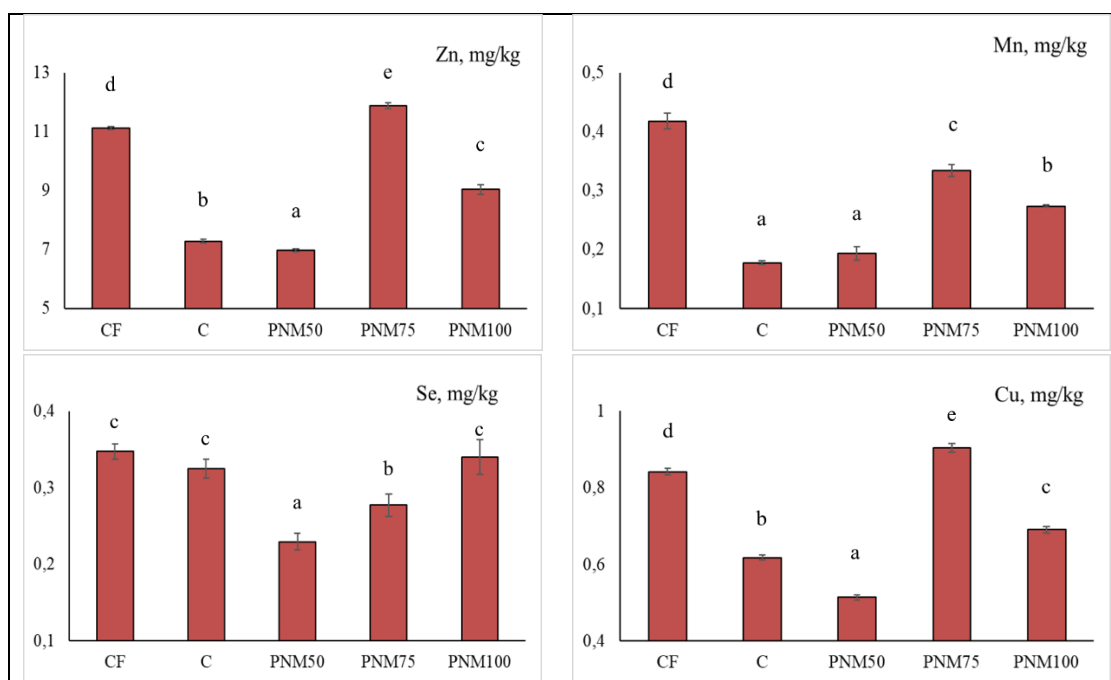 Zn, mg/kg
13
11
9
7
5
d
b
a
e
c
CF C PNM50 PNM75 PNM100
Mn, mg/kg
0,5
0,4
0,3
0,2
0,1
d
a
a
c
b
CF C PNM50 PNM75 PNM100
Se, mg/kg
0,4
0,3
0,2
0,1
c
c
a
b
c
CF C PNM50 PNM75 PNM100
Cu, mg/kg
1
0,8
0,6
0,4
d
b
a
e
c
CF C PNM50 PNM75 PNM100